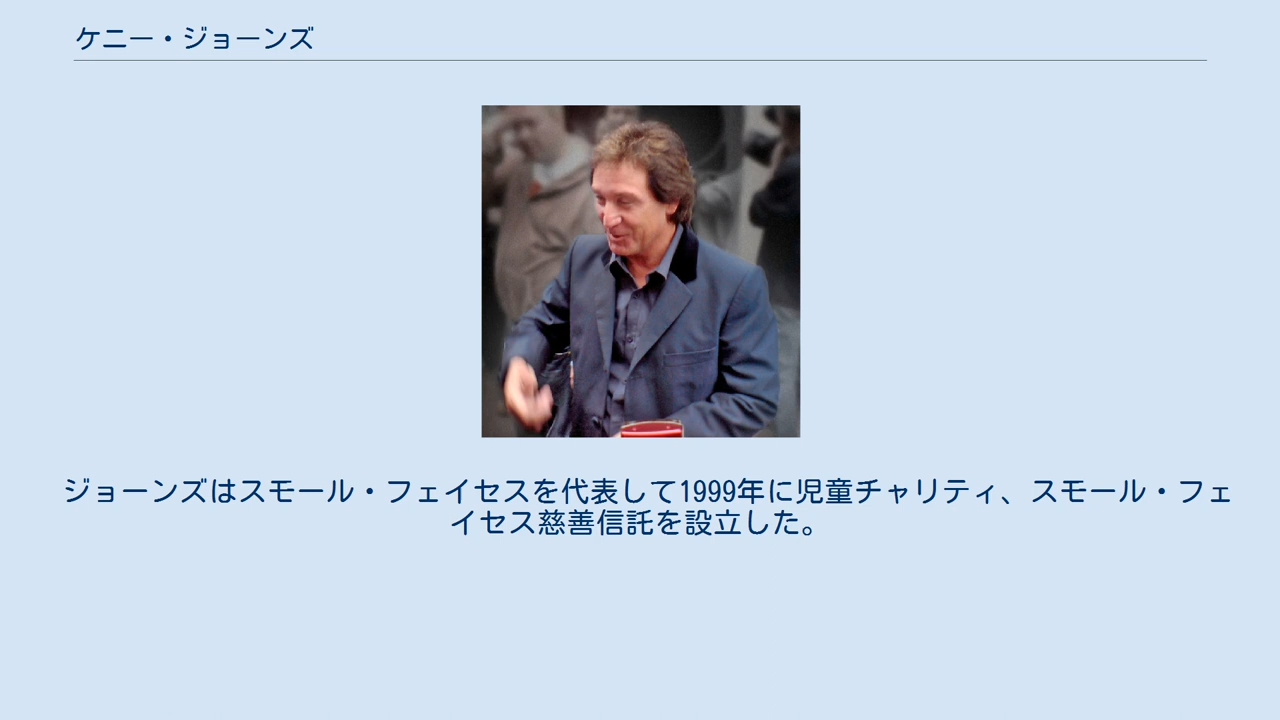 ケニー・ジョーンズ
ジョーンズはスモール・フェイセスを代表して1999年に児童チャリティ、スモール・フェ
イセス慈善信託を設立した。